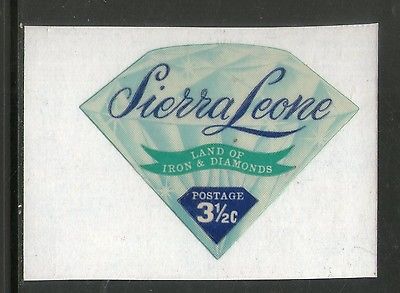 Sierra Leone
LAND OF
IRON & DIAMONDS
POSTAGE
3½c